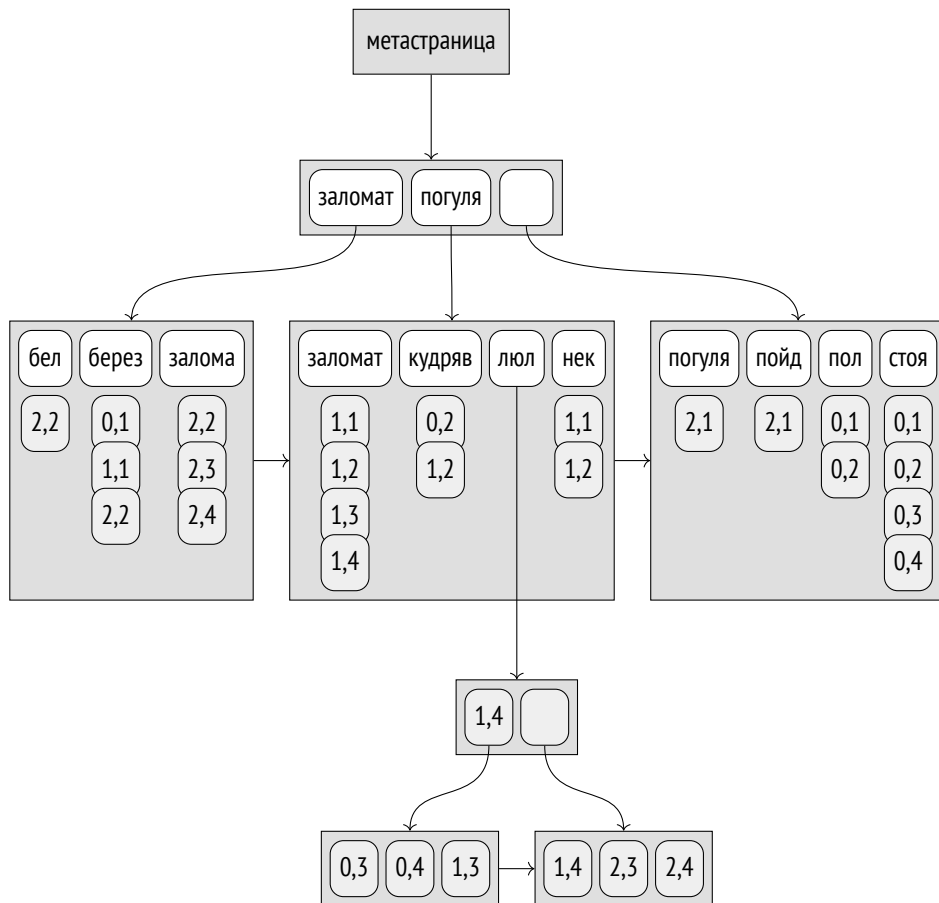 метастраница
заломат погуля
бел берез залома заломат кудряв люл нек погуля пойд пол стоя
2,2 0,1 2,2 1,1 0,2 1,1 2,1 2,1 0,1 0,1
1,1 2,3 1,2 1,2 1,2 0,2 0,2
2,2 2,4 1,3 0,3
1,4 0,4
1,4
0,3 0,4 1,3 1,4 2,3 2,4